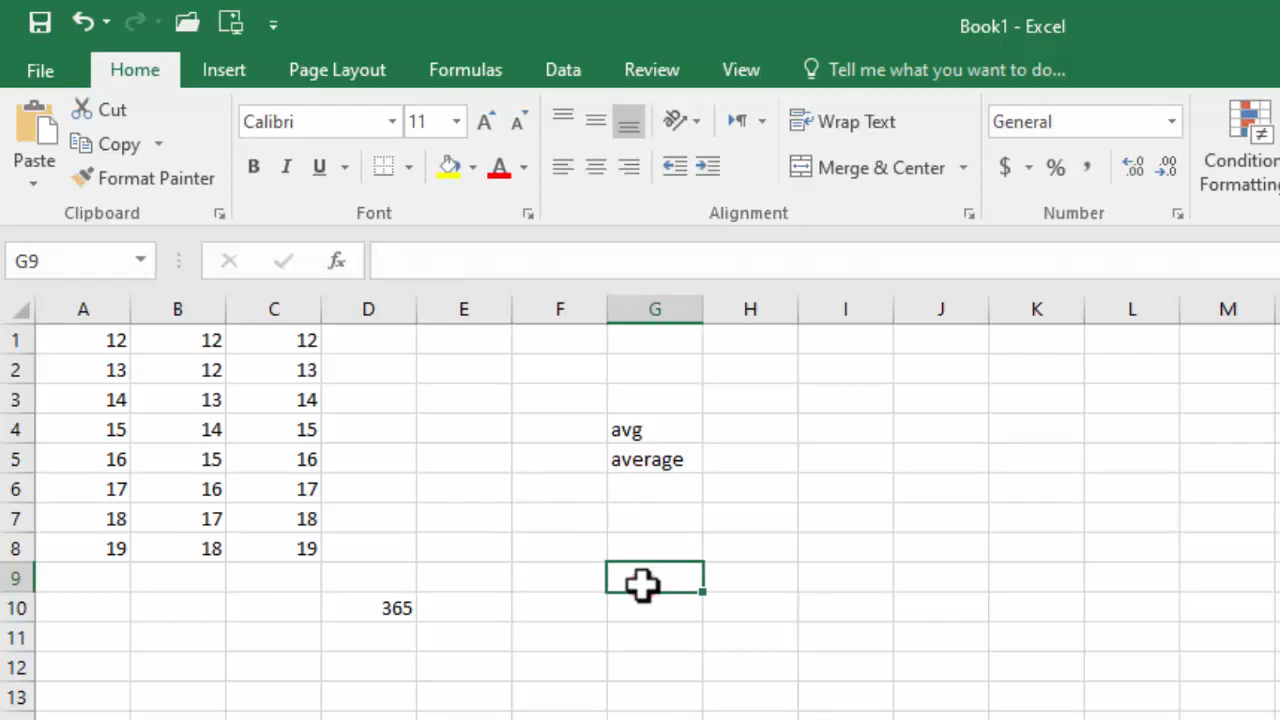 Book1 - Excel
File Home Insert Page Layout Formulas Data Review View Tell me what you want to do...
Cut
Copy
Format Painter
Paste
Clipboard
Calibri 11
B I U A
Font
Wrap Text
Merge & Center
Alignment
General
$ % , .00 .00
Number
Condition
Formatting
G9 fx
A B C D E F G H I J K L M
1 12 12 12
2 13 12 13
3 14 13 14
4 15 14 15 avg
5 16 15 16 average
6 17 16 17
7 18 17 18
8 19 18 19
9
10 365
11
12
13